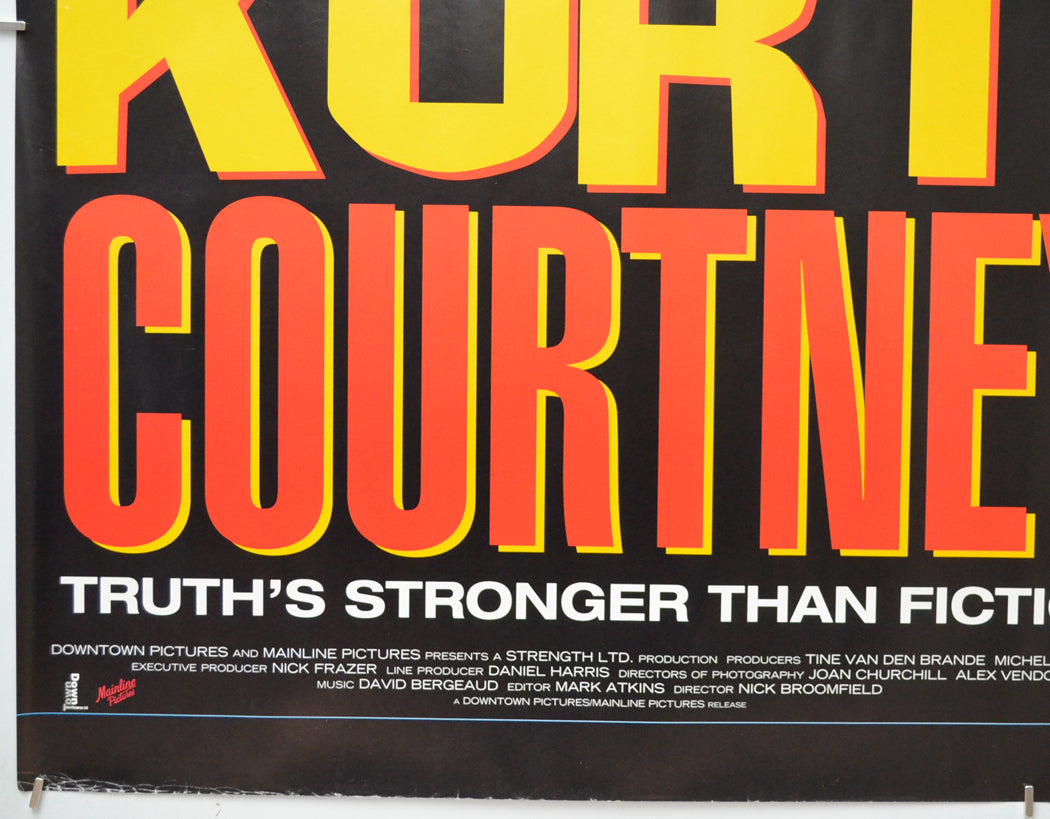 KURT
COURTNEY
TRUTH'S STRONGER THAN FICTI
DOWNTOWN PICTURES AND MAINLINE PICTURES PRESENTS A STRENGTH LTD. PRODUCTION PRODUCERS TINE VAN DEN BRANDE MICHEL
EXECUTIVE PRODUCER NICK FRAZER LINE PRODUCER DANIEL HARRIS DIRECTORS OF PHOTOGRAPHY JOAN CHURCHILL ALEX VENDO
MUSIC DAVID BERGEAUD EDITOR MARK ATKINS DIRECTOR NICK BROOMFIELD
A DOWNTOWN PICTURES/MAINLINE PICTURES RELEASE
Mainline
Pictures